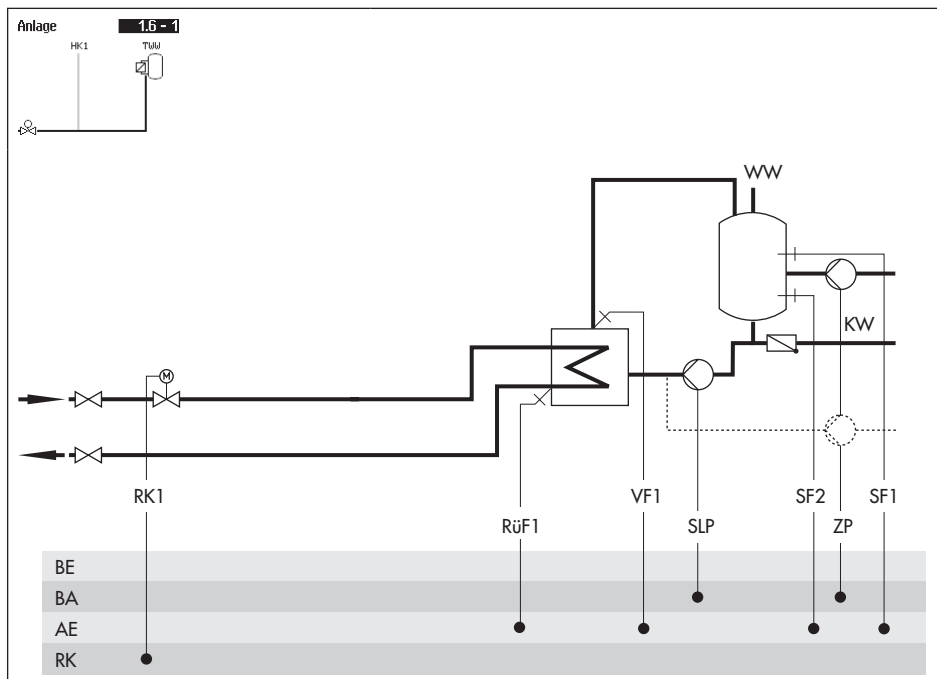 Anlage 1.6 - 1
HK1 TWW
WW
KW
M
RK1 VF1 SF2 SF1
RüF1 SLP ZP
BE
BA
AE
RK